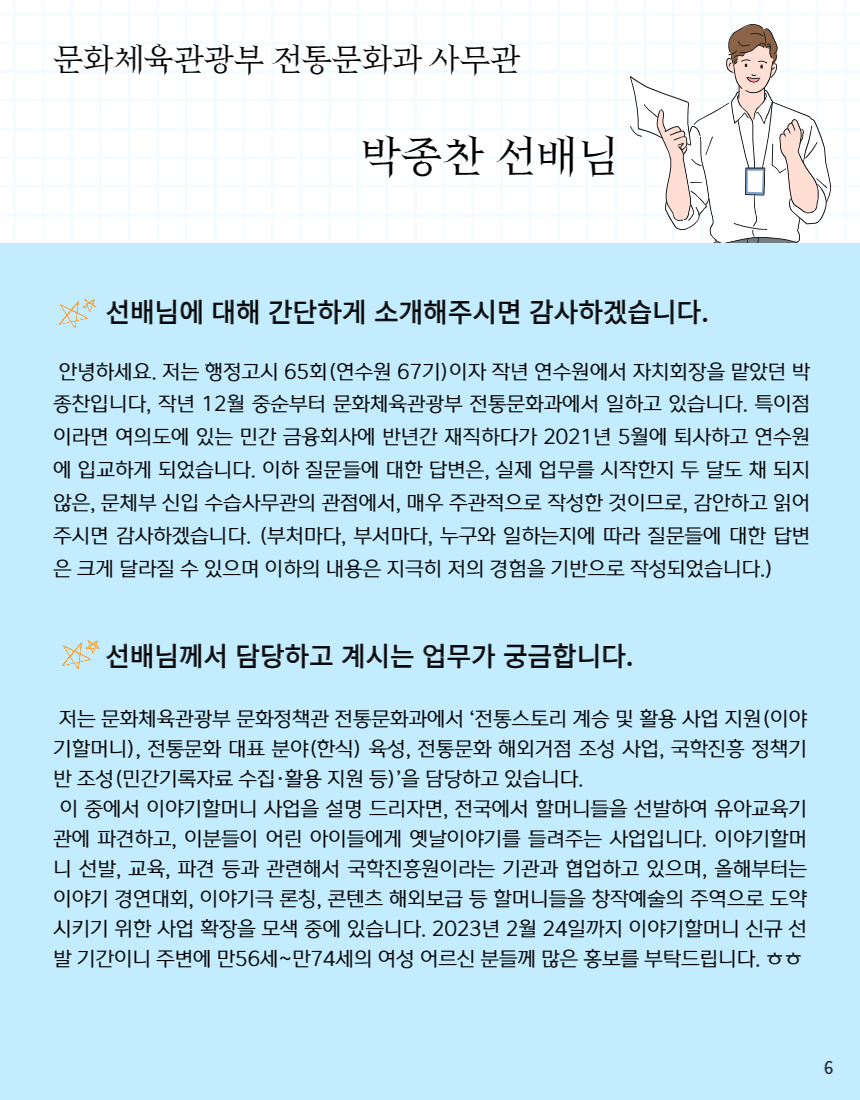 문화체육관광부 전통문화과 사무관
박종찬 선배님
선배님에 대해 간단하게 소개해주시면 감사하겠습니다.
안녕하세요. 저는 행정고시 65회(연수원 67기)이자 작년 연수원에서 자치회장을 맡았던 박
종찬입니다, 작년 12월 중순부터 문화체육관광부 전통문화과에서 일하고 있습니다. 특이점
이라면 여의도에 있는 민간 금융회사에 반년간 재직하다가 2021년 5월에 퇴사하고 연수원
에 입교하게 되었습니다. 이하 질문들에 대한 답변은, 실제 업무를 시작한지 두 달도 채 되지
않은, 문체부 신입 수습사무관의 관점에서, 매우 주관적으로 작성한 것이므로, 감안하고 읽어
주시면 감사하겠습니다. (부처마다, 부서마다, 누구와 일하는지에 따라 질문들에 대한 답변
은 크게 달라질 수 있으며 이하의 내용은 지극히 저의 경험을 기반으로 작성되었습니다.)
선배님께서 담당하고 계시는 업무가 궁금합니다.
저는 문화체육관광부 문화정책관 전통문화과에서 ‘전통스토리 계승 및 활용 사업 지원(이야
기할머니), 전통문화 대표 분야(한식) 육성, 전통문화 해외거점 조성 사업, 국학진흥 정책기
반 조성(민간기록자료 수집·활용 지원 등)’을 담당하고 있습니다.
이 중에서 이야기할머니 사업을 설명 드리자면, 전국에서 할머니들을 선발하여 유아교육기
관에 파견하고, 이분들이 어린 아이들에게 옛날이야기를 들려주는 사업입니다. 이야기할머
니 선발, 교육, 파견 등과 관련해서 국학진흥원이라는 기관과 협업하고 있으며, 올해부터는
이야기 경연대회, 이야기극 론칭, 콘텐츠 해외보급 등 할머니들을 창작예술의 주역으로 도약
시키기 위한 사업 확장을 모색 중에 있습니다. 2023년 2월 24일까지 이야기할머니 신규 선
발 기간이니 주변에 만56세~만74세의 여성 어르신 분들께 많은 홍보를 부탁드립니다. ㅎㅎ
6